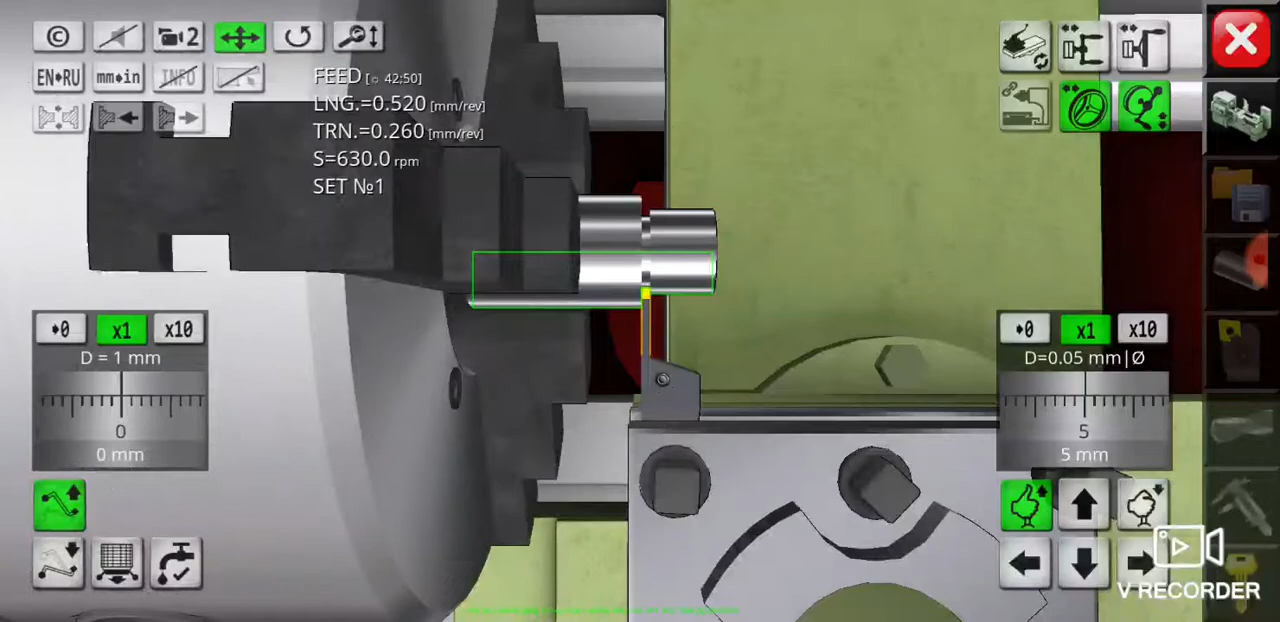 ©
2
EN▸RU
mm▸in
INFO
FEED [☼ 42:50]
LNG.=0.520 [mm/rev]
TRN.=0.260 [mm/rev]
S=630.0 rpm
SET №1
▸0
x1
x10
D = 1 mm
0
0 mm
▸0
x1
x10
D=0.05 mm|Ø
5
5 mm
V RECORDER